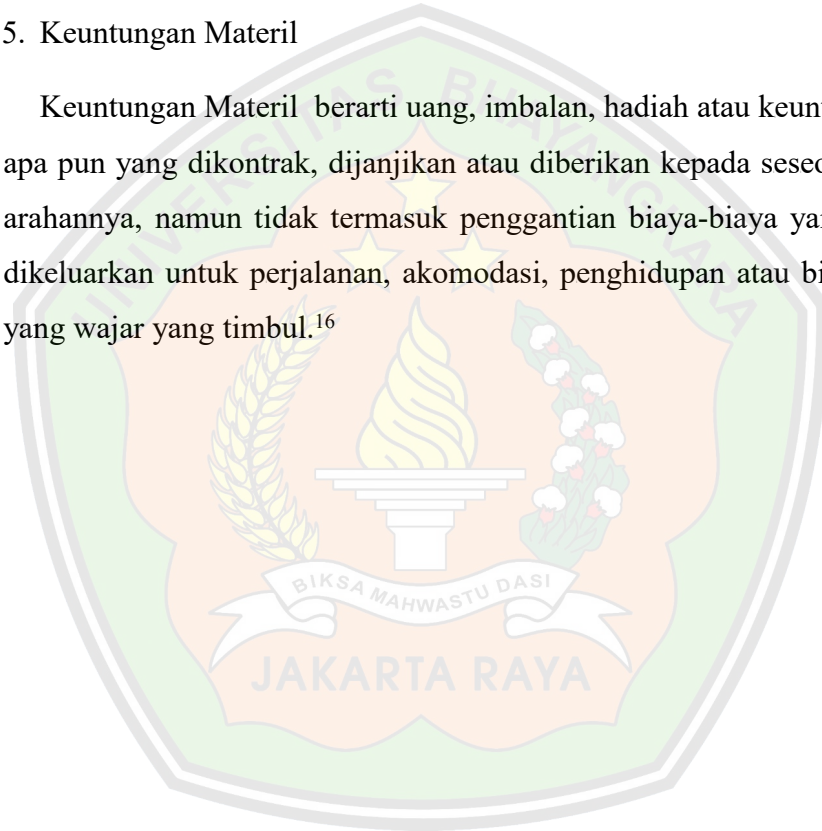 5. Keuntungan Materil
Keuntungan Materil berarti uang, imbalan, hadiah atau
apa pun yang dikontrak, dijanjikan atau diberikan kepada
arahannya, namun tidak termasuk penggantian biaya-biaya
dikeluarkan untuk perjalanan, akomodasi, penghidupan atau
yang wajar yang timbul.16
UNIVERSITAS BHAYANGKARA
BIKSA MAHWASTU DASI
JAKARTA RAYA